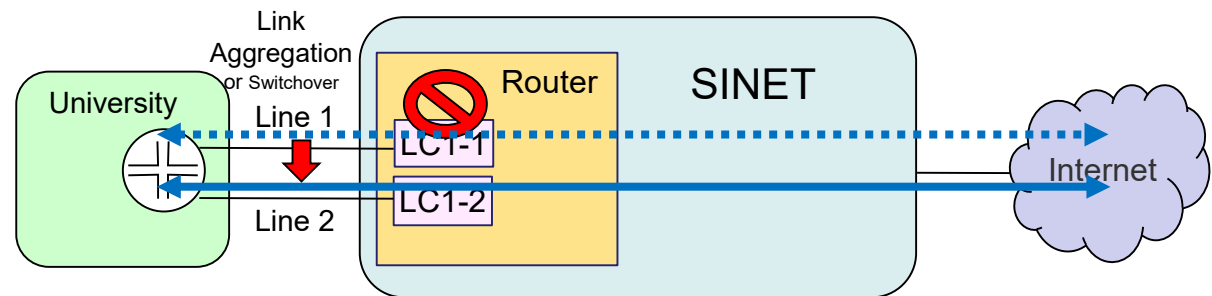 Link
Aggregation
or Switchover
University
Line 1
Line 2
Router
LC1-1
LC1-2
SINET
Internet